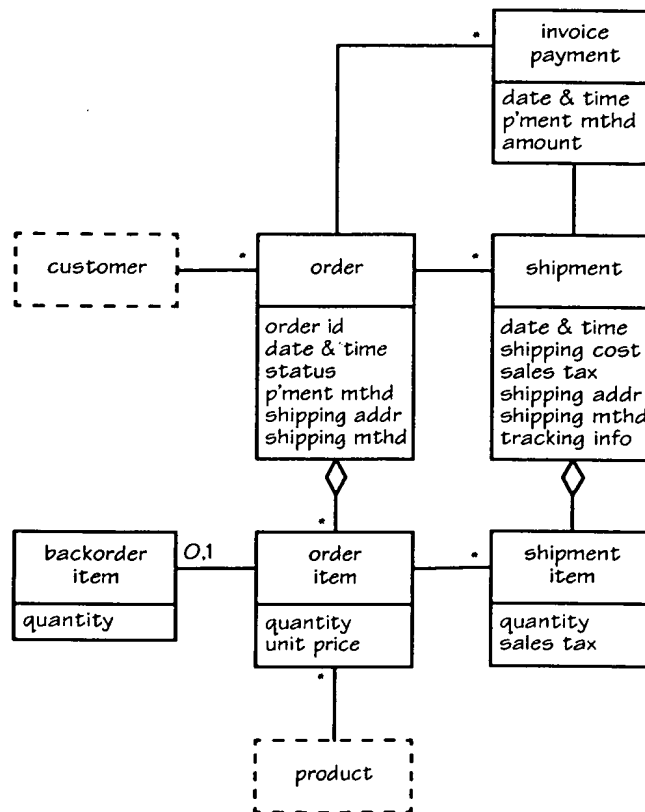 *
invoice
payment
date & time
p'ment mthd
amount
customer
*
order
*
shipment
order id
date & time
status
p'ment mthd
shipping addr
shipping mthd
date & time
shipping cost
sales tax
shipping addr
shipping mthd
tracking info
*
backorder
item
0,1
order
item
*
shipment
item
quantity
quantity
unit price
quantity
sales tax
*
product